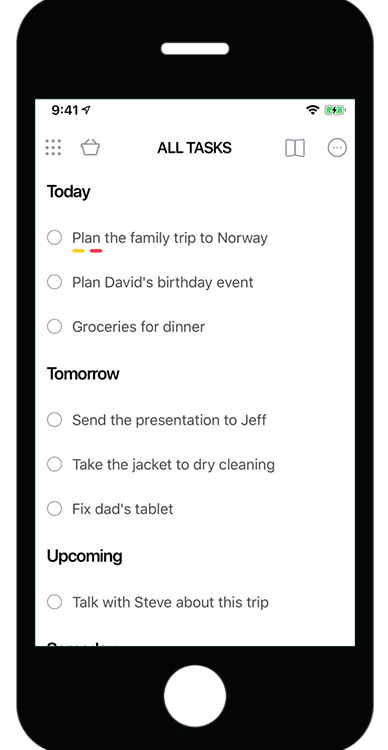 9:41
ALL TASKS
Today
Plan the family trip to Norway
Plan David's birthday event
Groceries for dinner
Tomorrow
Send the presentation to Jeff
Take the jacket to dry cleaning
Fix dad's tablet
Upcoming
Talk with Steve about this trip